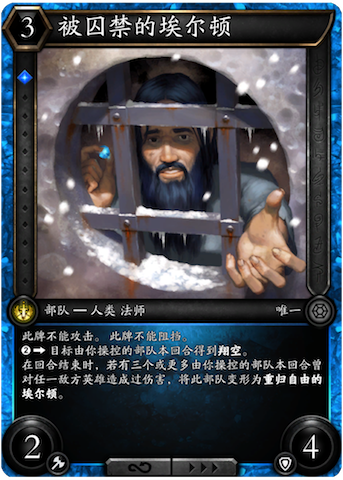 3
被囚禁的埃尔顿
部队 — 人类 法师
唯一
此牌不能攻击。 此牌不能阻挡。
❷➡ 目标由你操控的部队本回合得到翔空。
在回合结束时，若有三个或更多由你操控的部队本回合曾
对任一敌方英雄造成过伤害，将此部队变形为重归自由的
埃尔顿。
2
4